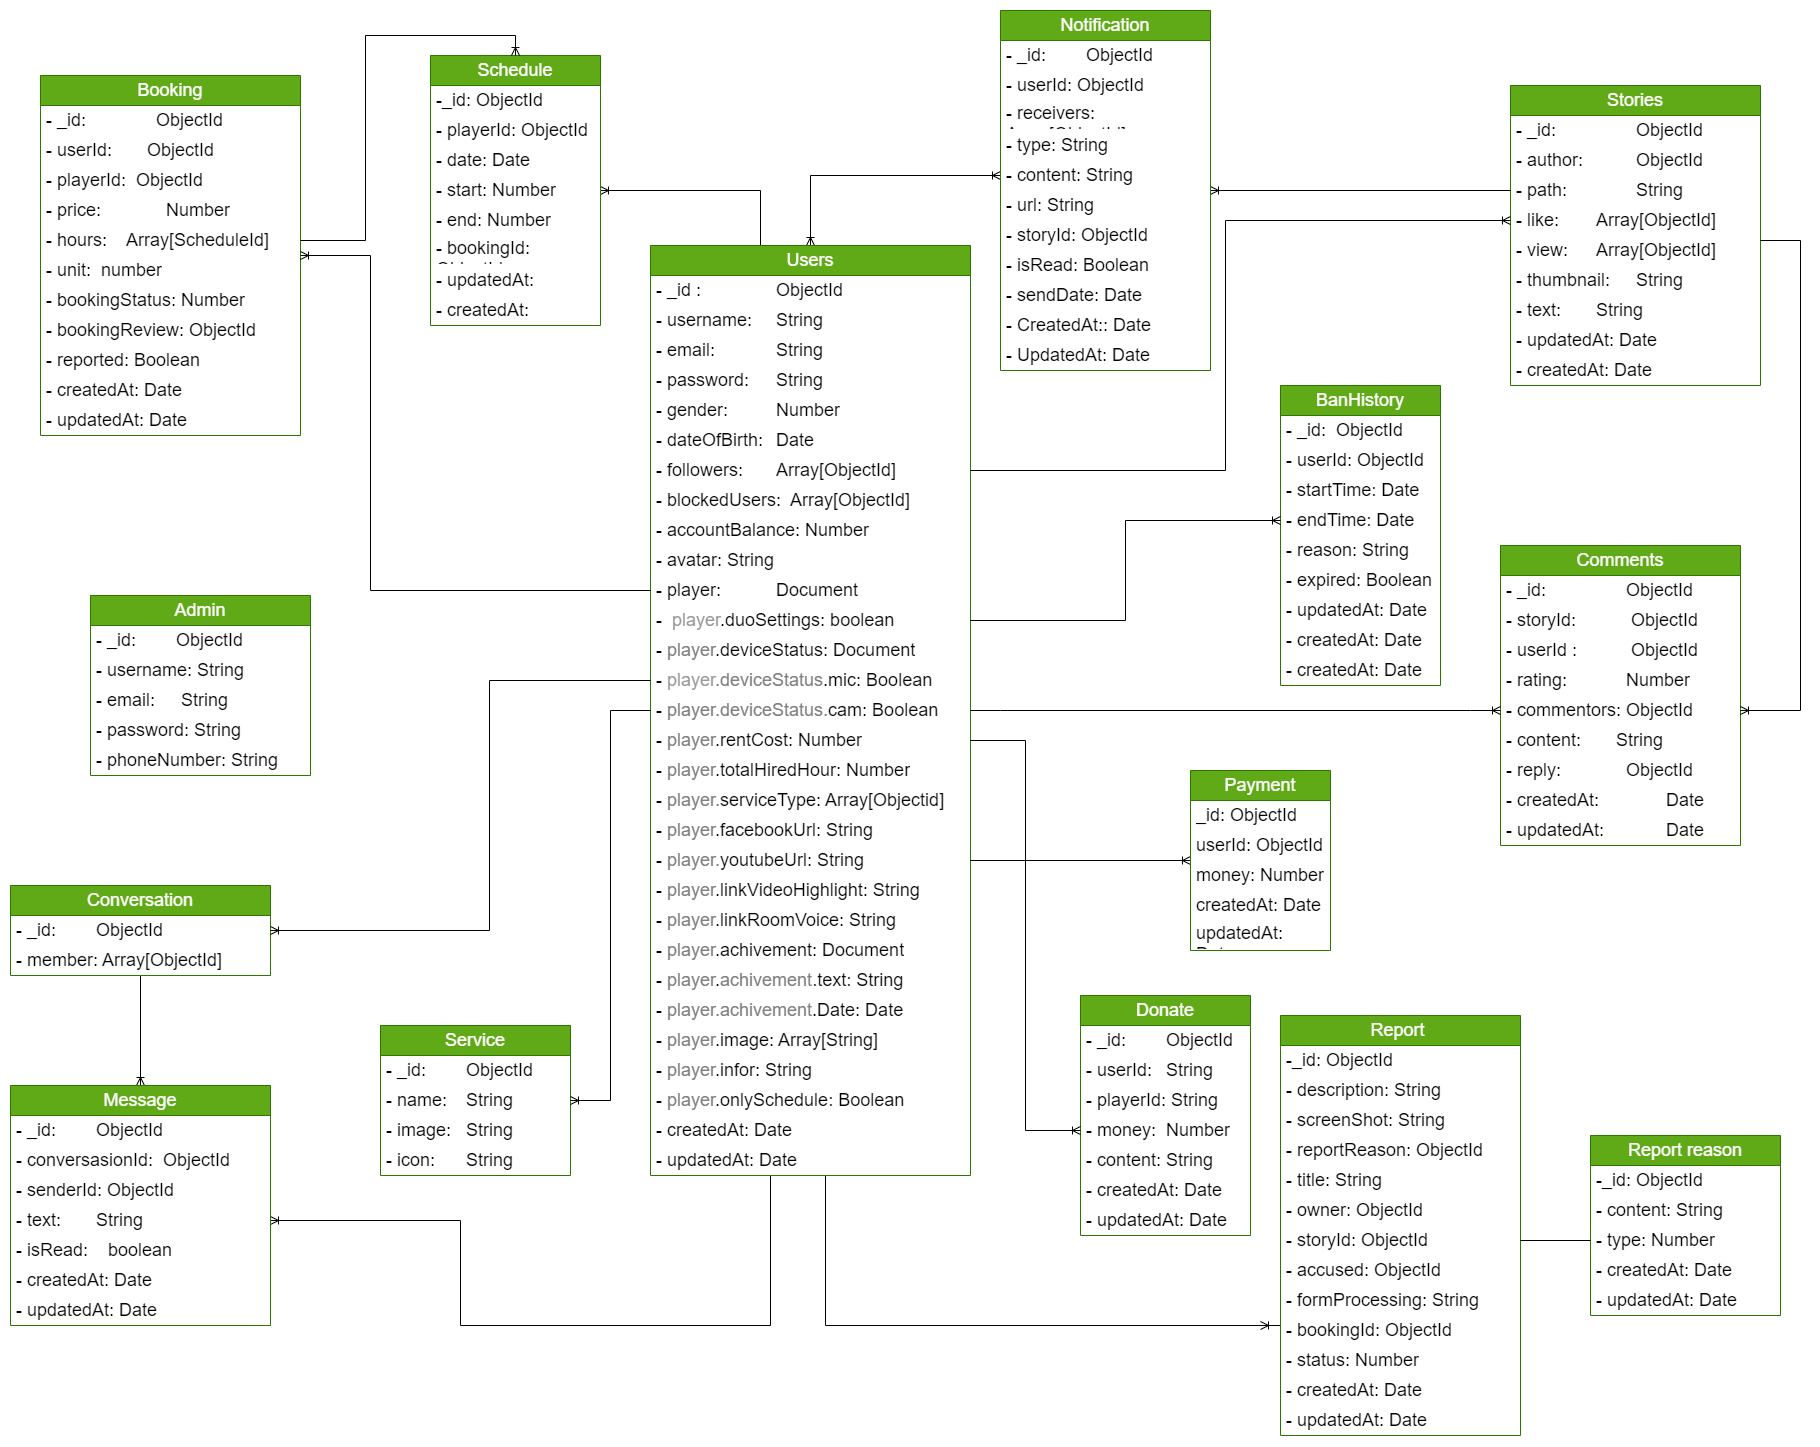 Booking
- _id: ObjectId
- userId: ObjectId
- playerId: ObjectId
- price: Number
- hours: Array[ScheduleId]
- unit: number
- bookingStatus: Number
- bookingReview: ObjectId
- reported: Boolean
- createdAt: Date
- updatedAt: Date
Schedule
-_id: ObjectId
- playerId: ObjectId
- date: Date
- start: Number
- end: Number
- bookingId:
- updatedAt:
- createdAt:
Notification
- _id: ObjectId
- userId: ObjectId
- receivers:
- type: String
- content: String
- url: String
- storyId: ObjectId
- isRead: Boolean
- sendDate: Date
- CreatedAt:: Date
- UpdatedAt: Date
Stories
- _id: ObjectId
- author: ObjectId
- path: String
- like: Array[ObjectId]
- view: Array[ObjectId]
- thumbnail: String
- text: String
- updatedAt: Date
- createdAt: Date
Users
- _id : ObjectId
- username: String
- email: String
- password: String
- gender: Number
- dateOfBirth: Date
- followers: Array[ObjectId]
- blockedUsers: Array[ObjectId]
- accountBalance: Number
- avatar: String
- player: Document
- player.duoSettings: boolean
- player.deviceStatus: Document
- player.deviceStatus.mic: Boolean
- player.deviceStatus.cam: Boolean
- player.rentCost: Number
- player.totalHiredHour: Number
- player.serviceType: Array[Objectid]
- player.facebookUrl: String
- player.youtubeUrl: String
- player.linkVideoHighlight: String
- player.linkRoomVoice: String
- player.achivement: Document
- player.achivement.text: String
- player.achivement.Date: Date
- player.image: Array[String]
- player.infor: String
- player.onlySchedule: Boolean
- createdAt: Date
- updatedAt: Date
BanHistory
- _id: ObjectId
- userId: ObjectId
- startTime: Date
- endTime: Date
- reason: String
- expired: Boolean
- updatedAt: Date
- createdAt: Date
- createdAt: Date
Comments
- _id: ObjectId
- storyId: ObjectId
- userId : ObjectId
- rating: Number
- commentors: ObjectId
- content: String
- reply: ObjectId
- createdAt: Date
- updatedAt: Date
Admin
- _id: ObjectId
- username: String
- email: String
- password: String
- phoneNumber: String
Payment
_id: ObjectId
userId: ObjectId
money: Number
createdAt: Date
updatedAt:
Conversation
- _id: ObjectId
- member: Array[ObjectId]
Service
- _id: ObjectId
- name: String
- image: String
- icon: String
Donate
- _id: ObjectId
- userId: String
- playerId: String
- money: Number
- content: String
- createdAt: Date
- updatedAt: Date
Report
-_id: ObjectId
- description: String
- screenShot: String
- reportReason: ObjectId
- title: String
- owner: ObjectId
- storyId: ObjectId
- accused: ObjectId
- formProcessing: String
- bookingId: ObjectId
- status: Number
- createdAt: Date
- updatedAt: Date
Message
- _id: ObjectId
- conversasionId: ObjectId
- senderId: ObjectId
- text: String
- isRead: boolean
- createdAt: Date
- updatedAt: Date
Report reason
-_id: ObjectId
- content: String
- type: Number
- createdAt: Date
- updatedAt: Date